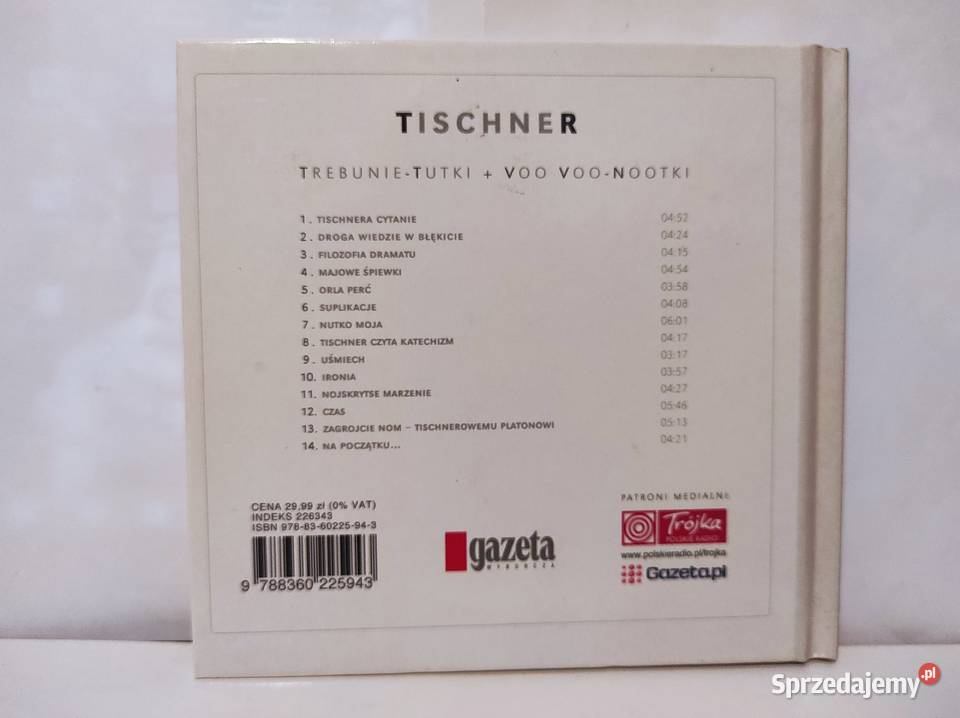 TISCHNER
TREBUNIE-TUTKI + VOO VOO-NOOTKI
1. TISCHNERA CYTANIE 04:52
2. DROGA WIEDZIE W BŁĘKICIE 04:24
3. FILOZOFIA DRAMATU 04:15
4. MAJOWE ŚPIEWKI 04:54
5. ORLA PERĆ 03:58
6. SUPLIKACJE 04:08
7. NUTKO MOJA 06:01
8. TISCHNER CZYTA KATECHIZM 04:17
9. UŚMIECH 03:17
10. IRONIA 03:57
11. NOJSKRYTSE MARZENIE 04:27
12. CZAS 05:46
13. ZAGROJCIE NOM – TISCHNEROWEMU PLATONOWI 05:13
14. NA POCZĄTKU... 04:21
CENA 29,99 zł (0% VAT)
INDEKS 226343
ISBN 978-83-60225-94-3
9 788360 225943
gazeta
WYBORCZA
PATRONI MEDIALNI
Trójka
POLSKIE RADIO
www.polskieradio.pl/trojka
Gazeta.pl
Sprzedajemy.pl